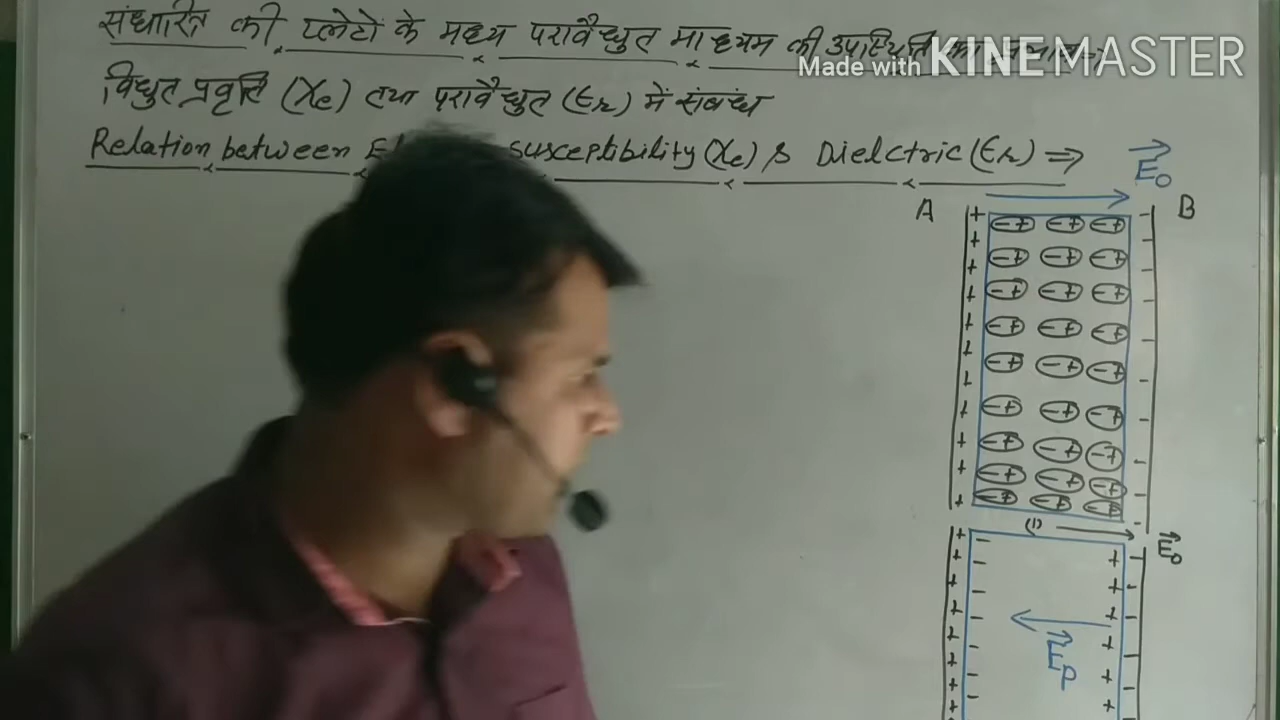 संधारित्र की प्लेटो के मध्य परावैधुत माध्यम की उपस्थिति
Made with KINEMASTER
विधुत प्रवृत्ति (χe) तथा परावैधुत (εr) में संबंध
Relation between susceptibility (χe) & Dielctric (εr) ⇒
E0
A B
(1)
E0
EP